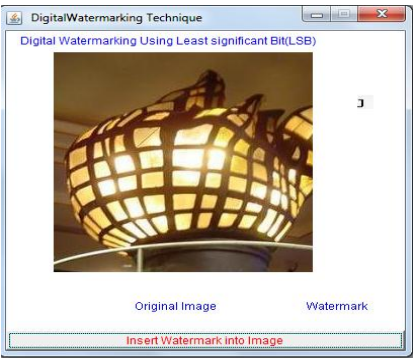 DigitalWatermarking Technique
Digital Watermarking Using Least significant Bit(LSB)
J
Original Image Watermark
Insert Watermark into Image